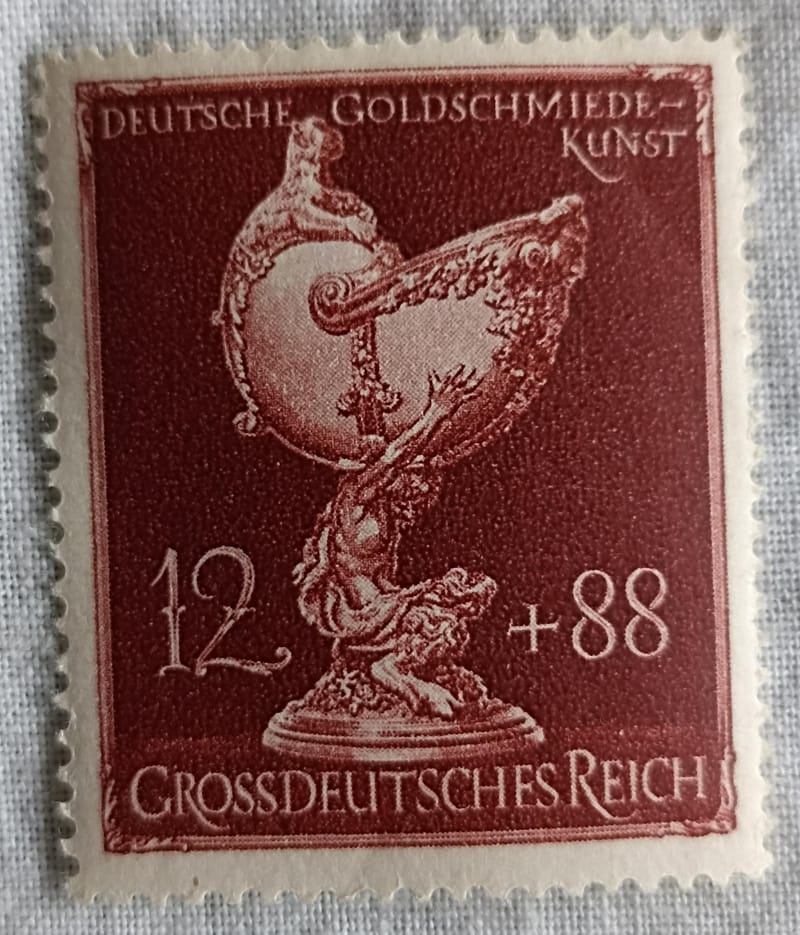 DEUTSCHE GOLDSCHMIEDE-
KUNST
12 +88
GROSSDEUTSCHES REICH